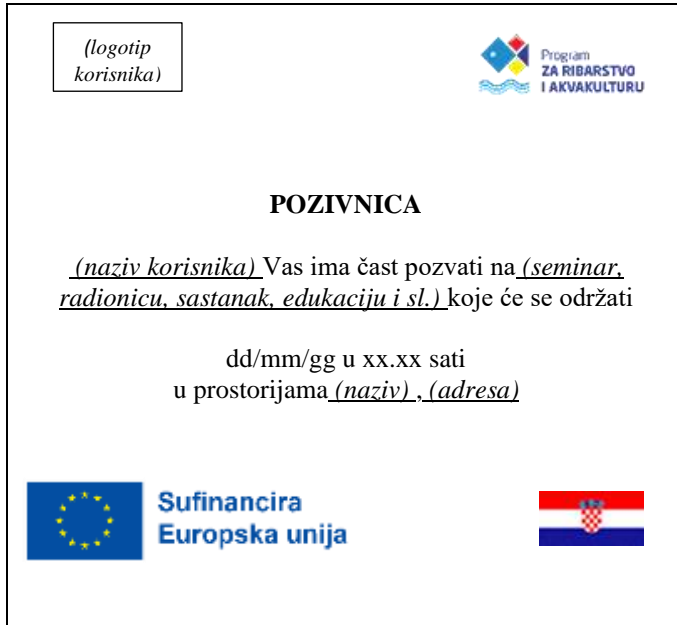 (logotip
korisnika)
Program
ZA RIBARSTVO
I AKVAKULTURU
POZIVNICA
(naziv korisnika) Vas ima čast pozvati na (seminar,
radionicu, sastanak, edukaciju i sl.) koje će se održati
dd/mm/gg u xx.xx sati
u prostorijama (naziv) , (adresa)
Sufinancira
Europska unija